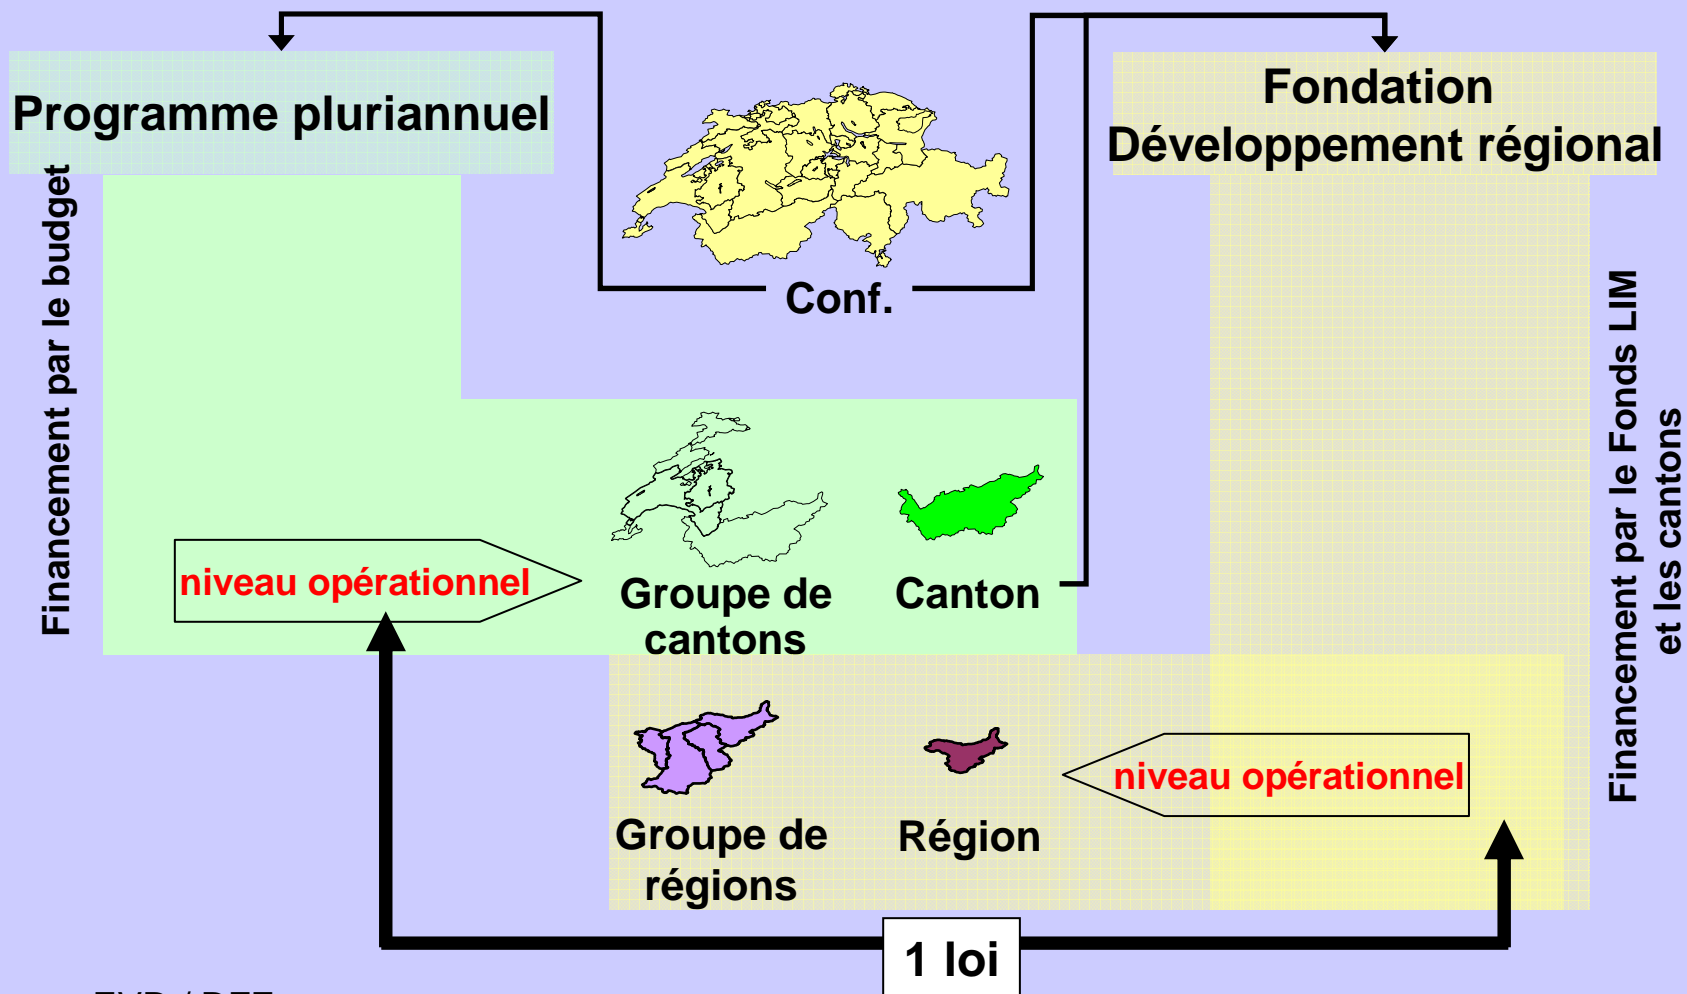 Programme pluriannuel
Fondation
Développement régional
Financement par le budget
Conf.
Financement par le Fonds LIM
et les cantons
niveau opérationnel
Groupe de
cantons
Canton
Groupe de
régions
Région
niveau opérationnel
1 loi